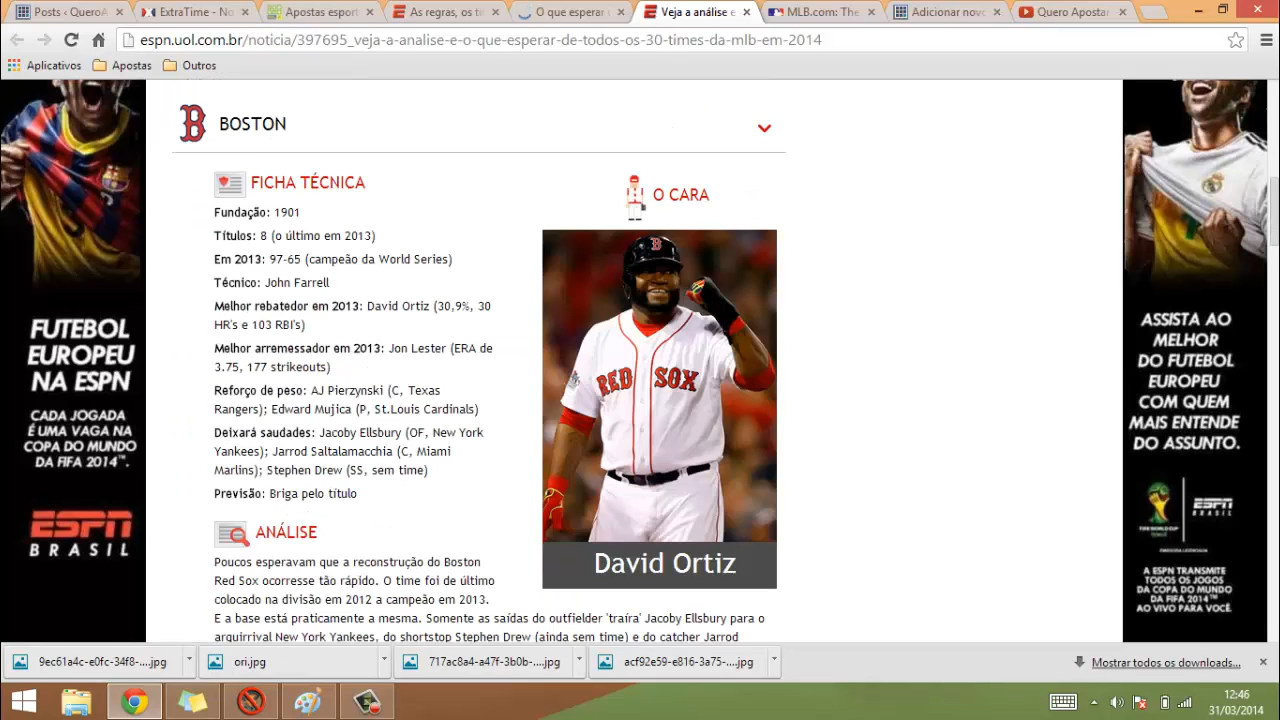 Posts ‹ QueroA
ExtraTime - No
Apostas esport
As regras, os ti
O que esperar d
Veja a análise e
MLB.com: The
Adicionar novo
Quero Apostar
espn.uol.com.br/noticia/397695_veja-a-analise-e-o-que-esperar-de-todos-os-30-times-da-mlb-em-2014
Aplicativos Apostas Outros
B BOSTON
FICHA TÉCNICA
Fundação: 1901
Títulos: 8 (o último em 2013)
Em 2013: 97-65 (campeão da World Series)
Técnico: John Farrell
Melhor rebatedor em 2013: David Ortiz (30,9%, 30
HR's e 103 RBI's)
Melhor arremessador em 2013: Jon Lester (ERA de
3.75, 177 strikeouts)
Reforço de peso: AJ Pierzynski (C, Texas
Rangers); Edward Mujica (P, St.Louis Cardinals)
Deixará saudades: Jacoby Ellsbury (OF, New York
Yankees); Jarrod Saltalamacchia (C, Miami
Marlins); Stephen Drew (SS, sem time)
Previsão: Briga pelo título
O CARA
B
RED SOX
David Ortiz
ANÁLISE
Poucos esperavam que a reconstrução do Boston
Red Sox ocorresse tão rápido. O time foi de último
colocado na divisão em 2012 a campeão em 2013.
E a base está praticamente a mesma. Somente as saídas do outfielder 'traíra' Jacoby Ellsbury para o
arquirrival New York Yankees, do shortstop Stephen Drew (ainda sem time) e do catcher Jarrod
FUTEBOL
EUROPEU
NA ESPN
CADA JOGADA
É UMA VAGA NA
COPA DO MUNDO
DA FIFA 2014™.
ESPN
BRASIL
ASSISTA AO
MELHOR
DO FUTEBOL
EUROPEU
COM QUEM
MAIS ENTENDE
DO ASSUNTO.
ESPN
BRASIL
A ESPN TRANSMITE
TODOS OS JOGOS
DA COPA DO MUNDO
DA FIFA 2014™
AO VIVO PARA VOCÊ.
9ec61a4c-e0fc-34f8-....jpg
ori.jpg
717ac8a4-a47f-3b0b-....jpg
acf92e59-e816-3a75-....jpg
Mostrar todos os downloads...
12:46
31/03/2014